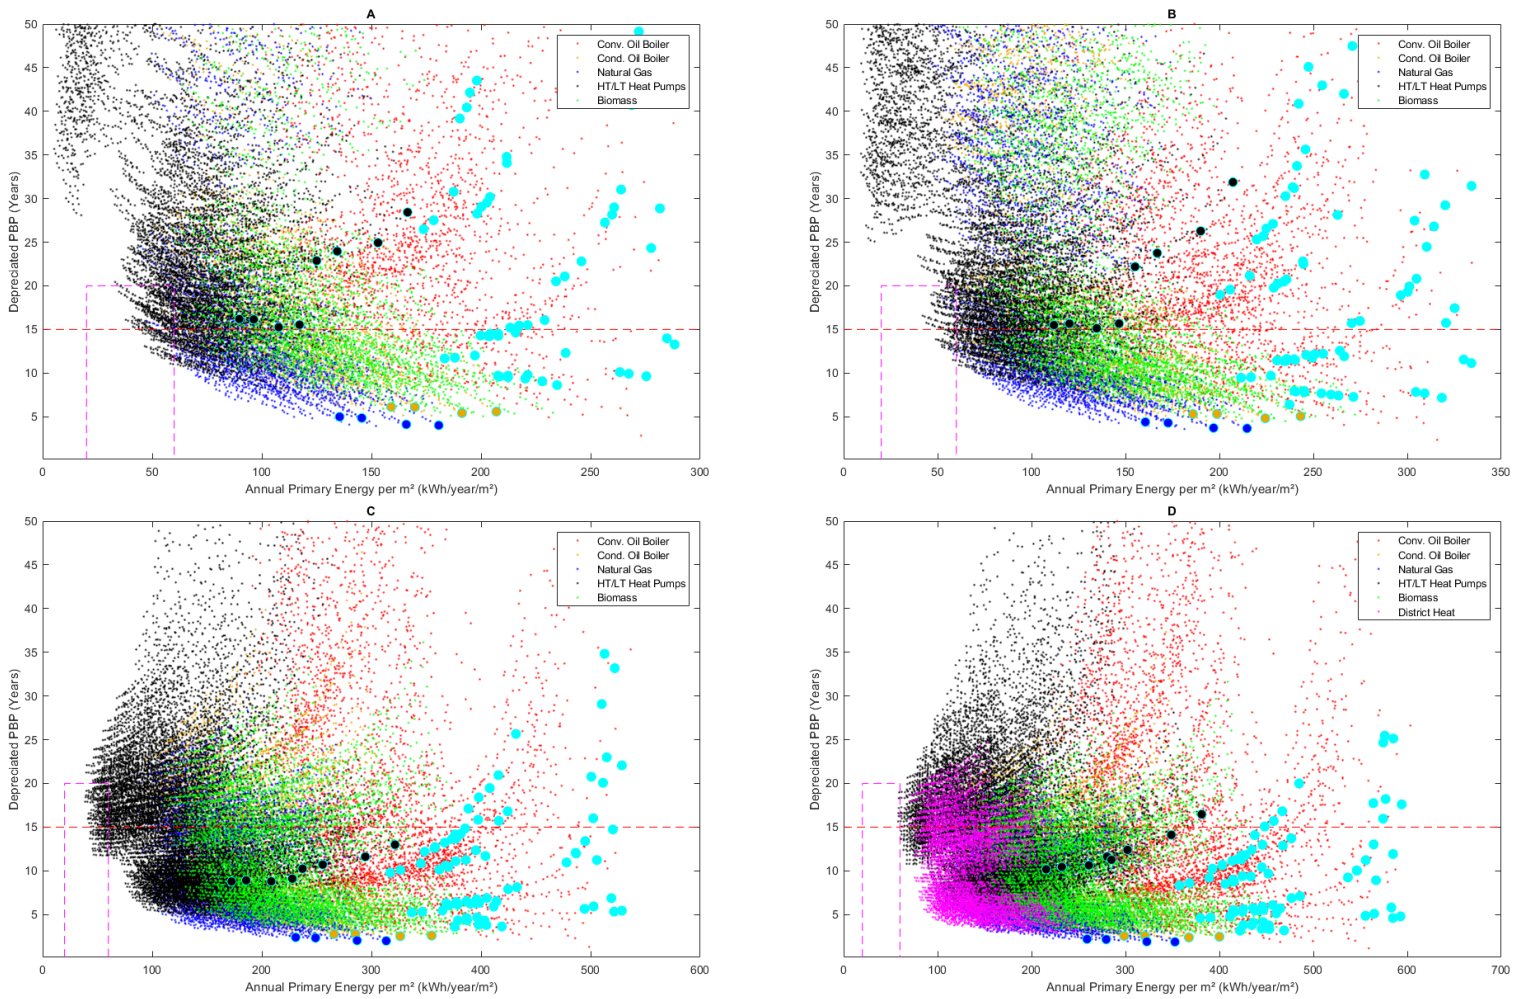 A
50
45
40
35
30
25
20
15
10
5
0
50
100
150
200
250
300
Depreciated PBP (Years)
Annual Primary Energy per m² (kWh/year/m²)
Conv. Oil Boiler
Cond. Oil Boiler
Natural Gas
HT/LT Heat Pumps
Biomass
B
50
45
40
35
30
25
20
15
10
5
0
50
100
150
200
250
300
350
Depreciated PBP (Years)
Annual Primary Energy per m² (kWh/year/m²)
Conv. Oil Boiler
Cond. Oil Boiler
Natural Gas
HT/LT Heat Pumps
Biomass
C
50
45
40
35
30
25
20
15
10
5
0
100
200
300
400
500
600
Depreciated PBP (Years)
Annual Primary Energy per m² (kWh/year/m²)
Conv. Oil Boiler
Cond. Oil Boiler
Natural Gas
HT/LT Heat Pumps
Biomass
D
50
45
40
35
30
25
20
15
10
5
0
100
200
300
400
500
600
700
Depreciated PBP (Years)
Annual Primary Energy per m² (kWh/year/m²)
Conv. Oil Boiler
Cond. Oil Boiler
Natural Gas
HT/LT Heat Pumps
Biomass
District Heat